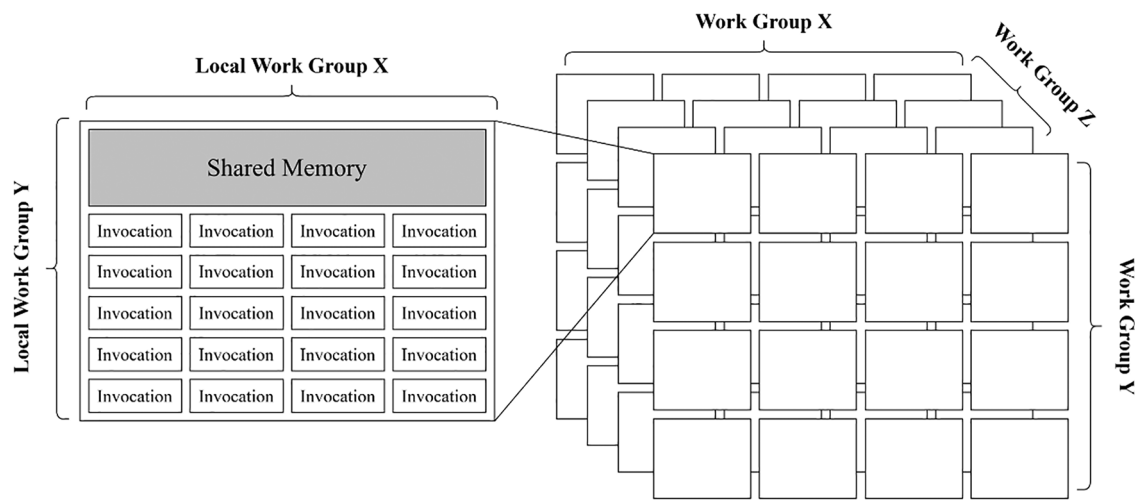 Work Group X
Local Work Group X
Work Group Z
Shared Memory
Local Work Group Y
Work Group Y
Invocation Invocation Invocation Invocation
Invocation Invocation Invocation Invocation
Invocation Invocation Invocation Invocation
Invocation Invocation Invocation Invocation
Invocation Invocation Invocation Invocation